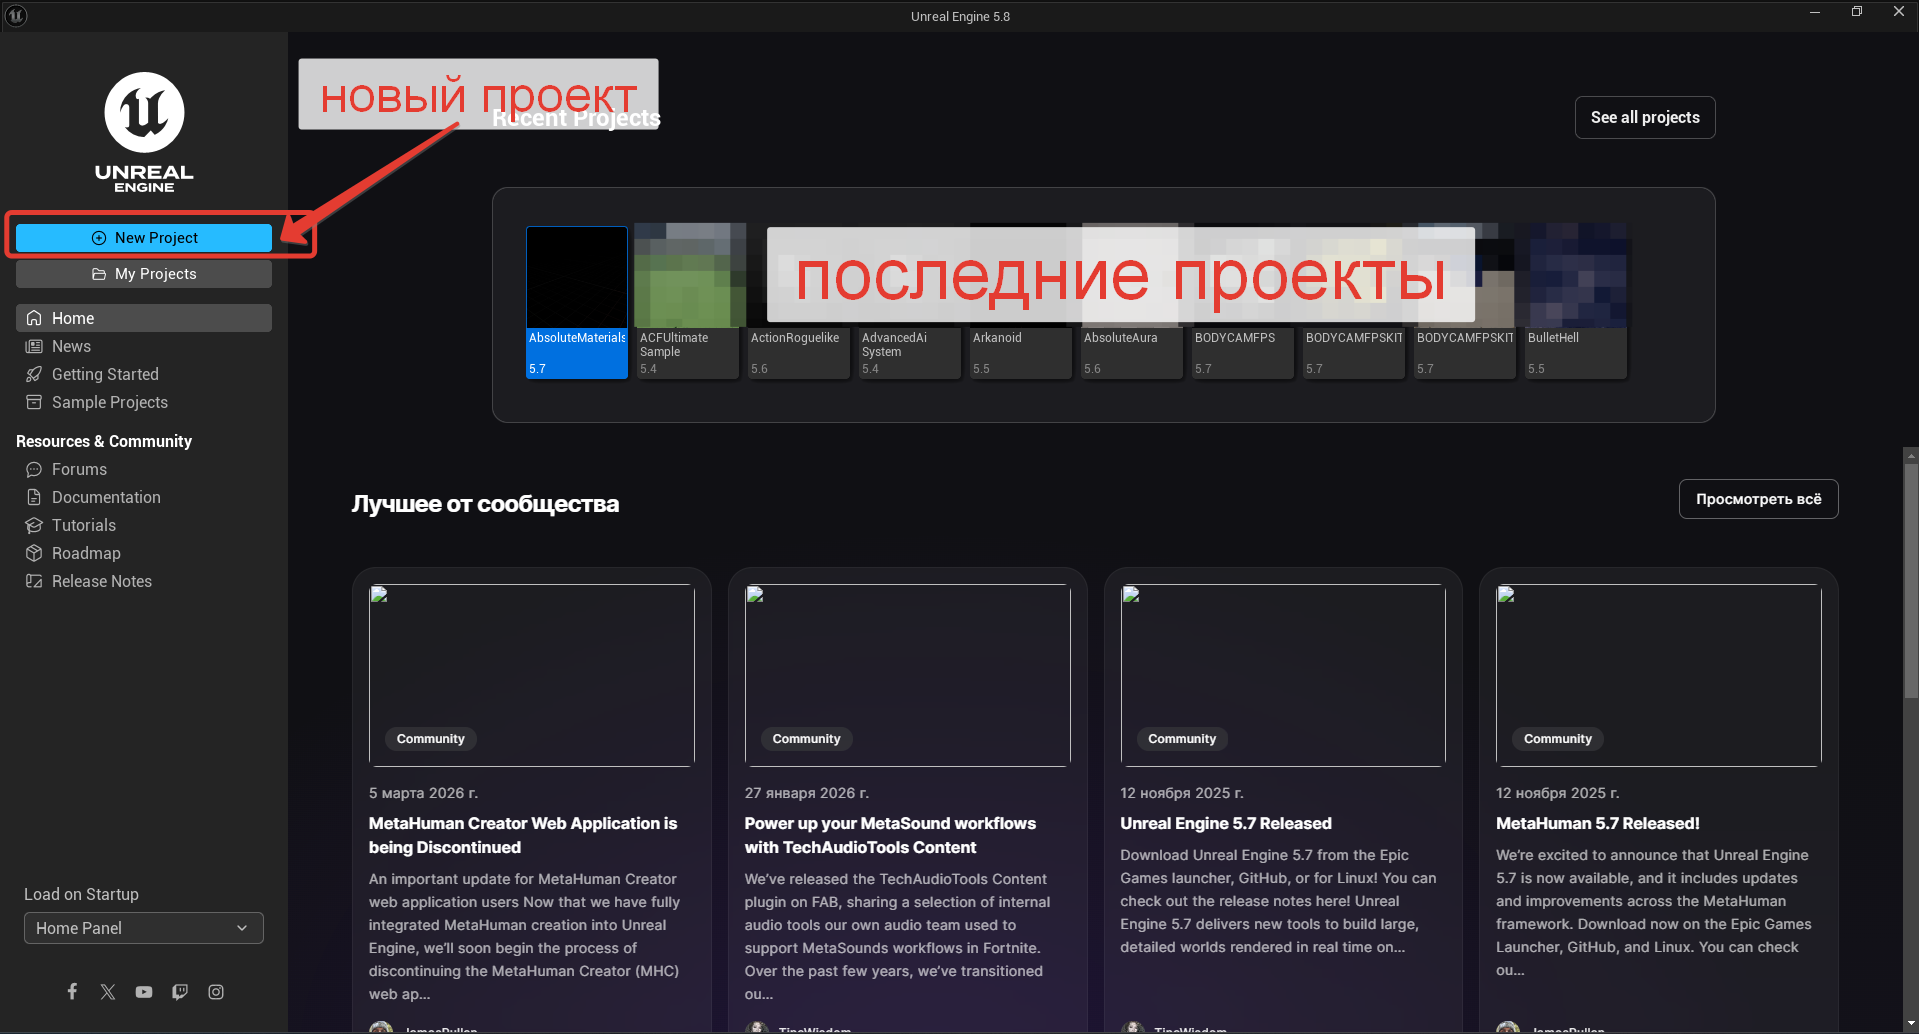 Unreal Engine 5.8
UNREAL
ENGINE
New Project
My Projects
Home
News
Getting Started
Sample Projects
Resources & Community
Forums
Documentation
Tutorials
Roadmap
Release Notes
Load on Startup
Home Panel
новый проект
Recent Projects
See all projects
последние проекты
AbsoluteMaterials
5.7
ACFUltimate
Sample
5.4
ActionRoguelike
5.6
AdvancedAi
System
5.4
Arkanoid
5.5
AbsoluteAura
5.6
BODYCAMFPS
5.7
BODYCAMFPSKIT
5.7
BODYCAMFPSKIT
5.7
BulletHell
5.5
Лучшее от сообщества
Просмотреть всё
Community
5 марта 2026 г.
MetaHuman Creator Web Application is
being Discontinued
An important update for MetaHuman Creator
web application users Now that we have fully
integrated MetaHuman creation into Unreal
Engine, we'll soon begin the process of
discontinuing the MetaHuman Creator (MHC)
web ap...
JamesPullen
Community
27 января 2026 г.
Power up your MetaSound workflows
with TechAudioTools Content
We've released the TechAudioTools Content
plugin on FAB, sharing a selection of internal
audio tools our own audio team used to
support MetaSounds workflows in Fortnite.
Over the past few years, we've transitioned
ou...
TinoWisdom
Community
12 ноября 2025 г.
Unreal Engine 5.7 Released
Download Unreal Engine 5.7 from the Epic
Games launcher, GitHub, or for Linux! You can
check out the release notes here! Unreal
Engine 5.7 delivers new tools to build large,
detailed worlds rendered in real time on...
TinoWisdom
Community
12 ноября 2025 г.
MetaHuman 5.7 Released!
We're excited to announce that Unreal Engine
5.7 is now available, and it includes updates
and improvements across the MetaHuman
framework. Download now on the Epic Games
Launcher, GitHub, and Linux. You can check
ou...
JamesPullen